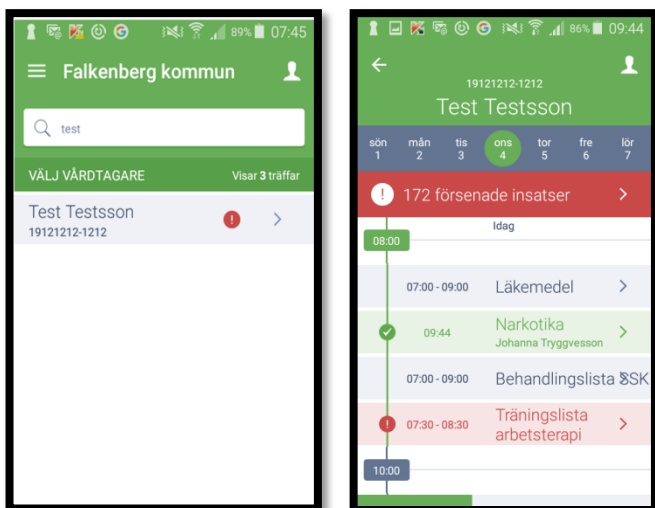 89% 07:45
Falkenberg kommun
test
VÄLJ VÅRDTAGARE Visar 3 träffar
Test Testsson
19121212-1212
86% 09:44
19121212-1212
Test Testsson
sön mån tis ons tor fre lör
1 2 3 4 5 6 7
172 försenade insatser
Idag
08:00
07:00 - 09:00 Läkemedel
09:44 Narkotika
Johanna Tryggvesson
07:00 - 09:00 Behandlingslista SSK
07:30 - 08:30 Träningslista
arbetsterapi
10:00